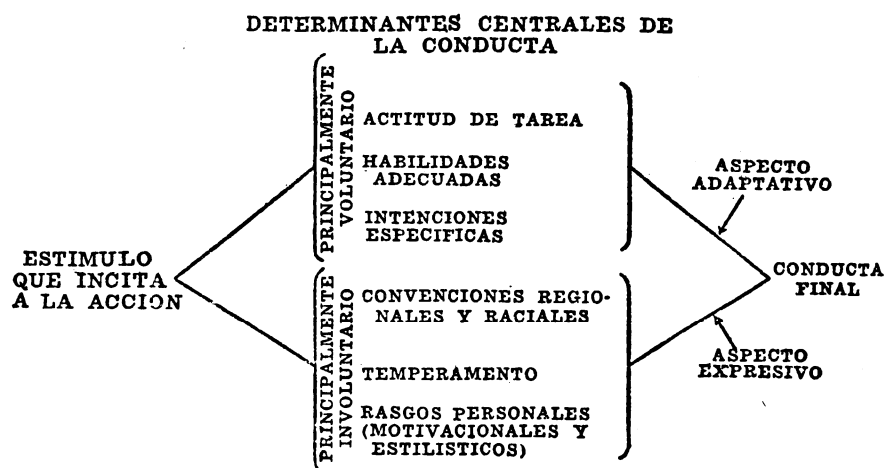 DETERMINANTES CENTRALES DE
LA CONDUCTA
PRINCIPALMENTE
VOLUNTARIO
ACTITUD DE TAREA
HABILIDADES
ADECUADAS
INTENCIONES
ESPECIFICAS
ASPECTO
ADAPTATIVO
ESTIMULO
QUE INCITA
A LA ACCION
CONDUCTA
FINAL
PRINCIPALMENTE
INVOLUNTARIO
CONVENCIONES REGIO-
NALES Y RACIALES
TEMPERAMENTO
RASGOS PERSONALES
(MOTIVACIONALES Y
ESTILISTICOS)
ASPECTO
EXPRESIVO